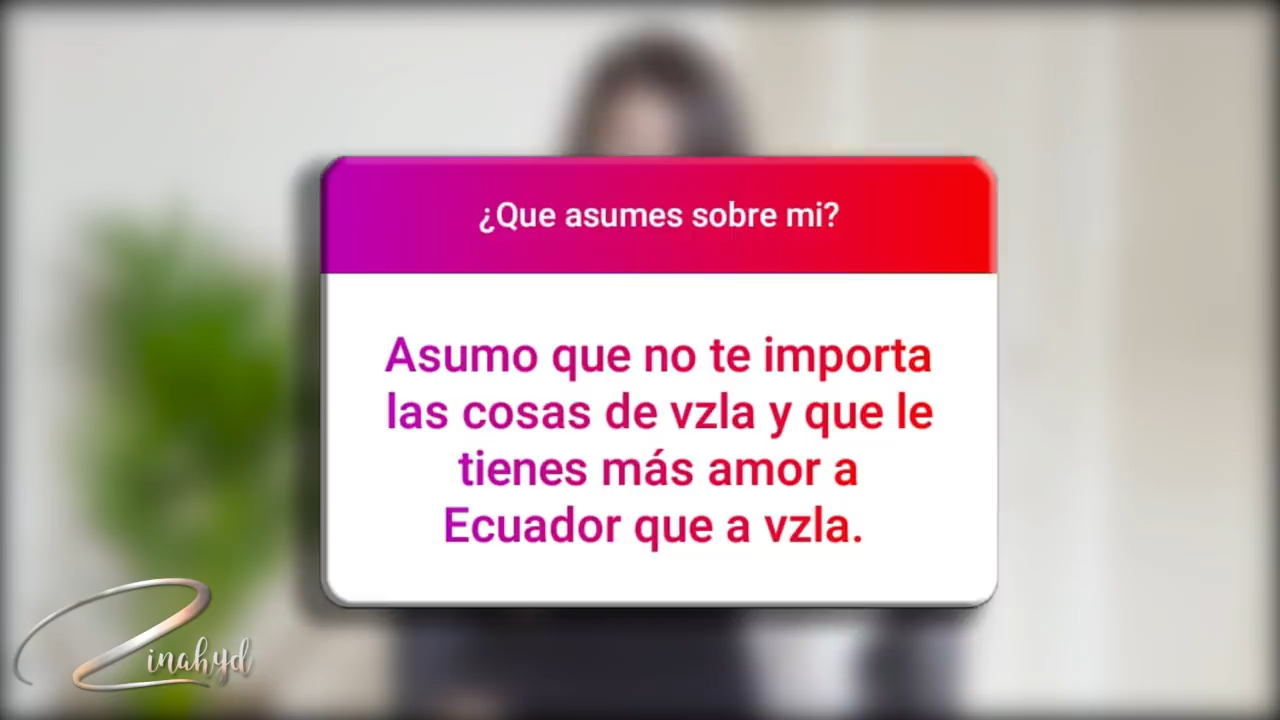 ¿Que asumes sobre mi?
Asumo que no te importa
las cosas de vzla y que le
tienes más amor a
Ecuador que a vzla.
Zinahyd